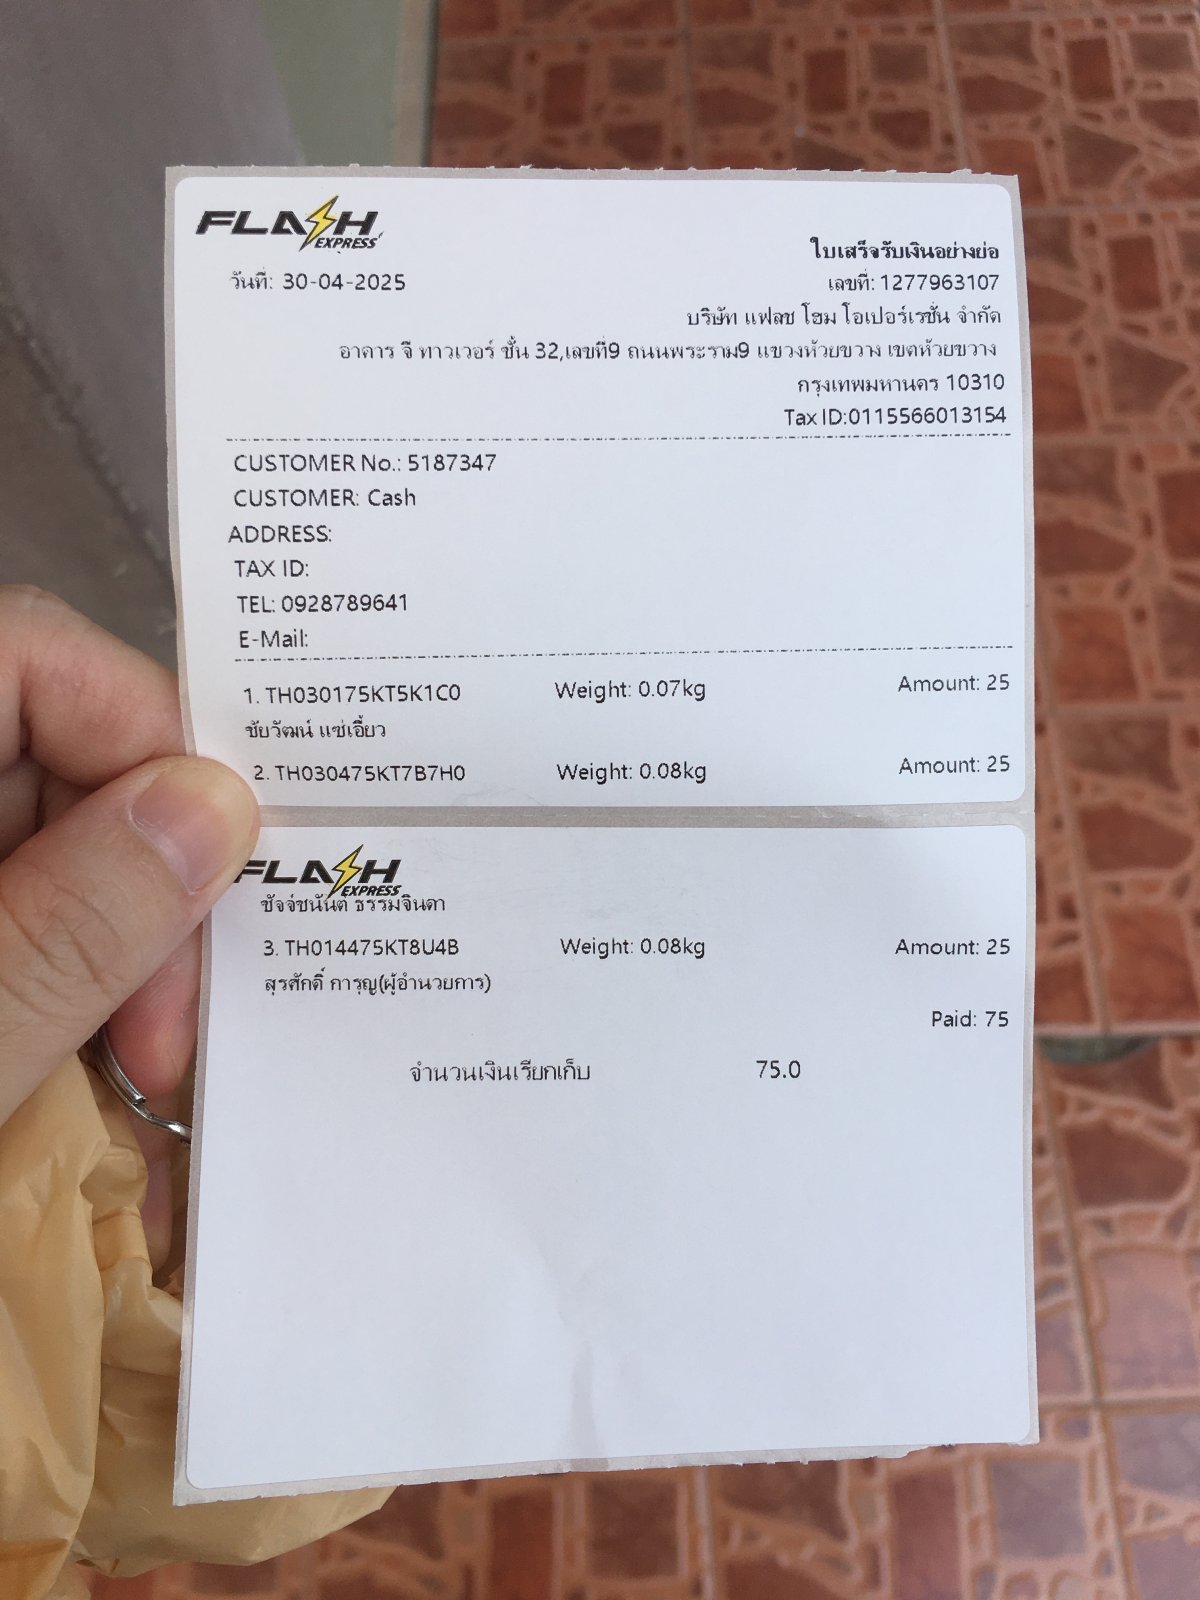 FLASH
EXPRESS
ใบเสร็จรับเงินอย่างย่อ
วันที่: 30-04-2025
เลขที่: 1277963107
บริษัท แฟลช โฮม โอเปอร์เรชั่น จำกัด
อาคาร จี ทาวเวอร์ ชั้น 32,เลขที่9 ถนนพระราม9 แขวงห้วยขวาง เขตห้วยขวาง
กรุงเทพมหานคร 10310
Tax ID:0115566013154
CUSTOMER No.: 5187347
CUSTOMER: Cash
ADDRESS:
TAX ID:
TEL: 0928789641
E-Mail:
1. TH030175KT5K1C0 Weight: 0.07kg Amount: 25
ชัยวัฒน์ แซ่เอี้ยว
2. TH030475KT7B7H0 Weight: 0.08kg Amount: 25
FLASH
EXPRESS
ชัจจ์ชนันต์ ธรรมจินดา
3. TH014475KT8U4B Weight: 0.08kg Amount: 25
สุรศักดิ์ การุญ(ผู้อำนวยการ)
Paid: 75
จำนวนเงินเรียกเก็บ 75.0